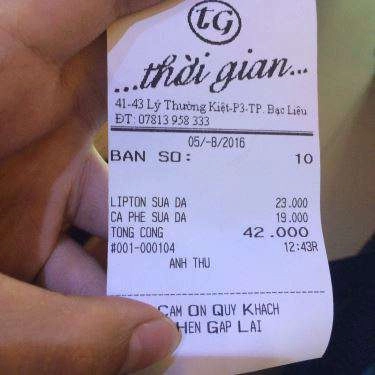 tG
...thời gian...
41-43 Lý Thường Kiệt-P3-TP. Bạc Liêu
ĐT: 07813 958 333
05/-8/2016
BAN SO: 10
LIPTON SUA DA 23.000
CA PHE SUA DA 19.000
TONG CONG 42.000
#001-000104 12:43R
ANH THU
CAM ON QUY KHACH
HEN GAP LAI